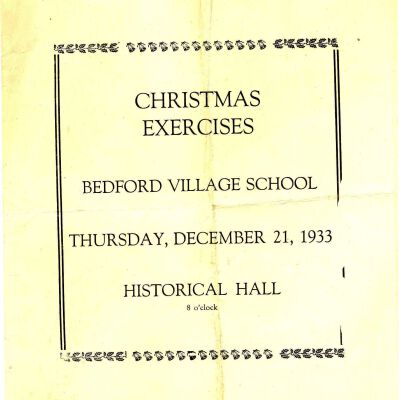 CHRISTMAS
EXERCISES
BEDFORD VILLAGE SCHOOL
THURSDAY, DECEMBER 21, 1933
HISTORICAL HALL
8 o'clock